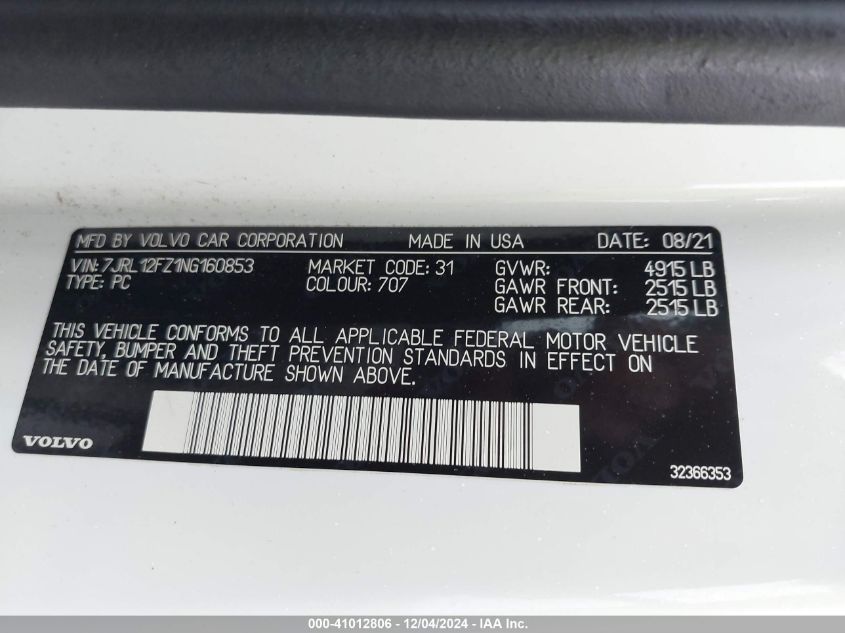 MFD BY VOLVO CAR CORPORATION MADE IN USA DATE: 08/21
VIN: 7JRL12FZ1NG160853 MARKET CODE: 31 GVWR: 4915 LB
TYPE: PC COLOUR: 707 GAWR FRONT: 2515 LB
GAWR REAR: 2515 LB
THIS VEHICLE CONFORMS TO ALL APPLICABLE FEDERAL MOTOR VEHICLE
SAFETY, BUMPER AND THEFT PREVENTION STANDARDS IN EFFECT ON
THE DATE OF MANUFACTURE SHOWN ABOVE.
VOLVO 32366353
000-41012806 - 12/04/2024 - IAA Inc.